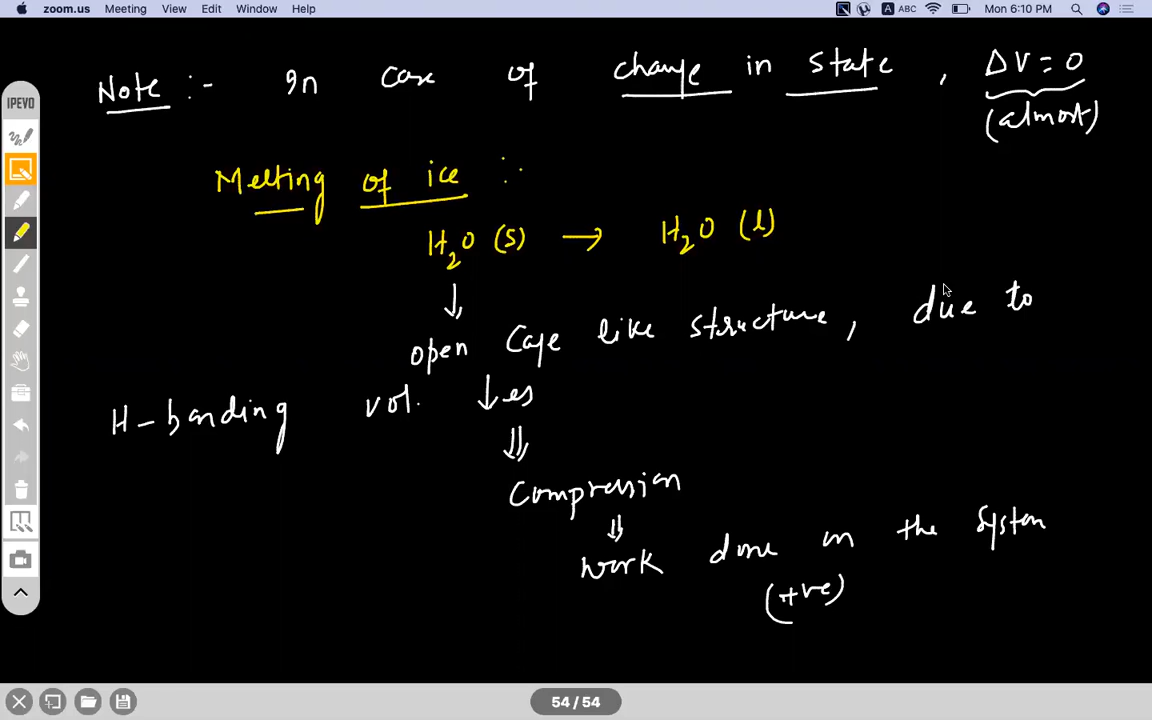 zoom.us Meeting View Edit Window Help A ABC Mon 6:10 PM
IPEVO
Note :- In case of change in state , ΔV = 0
(almost)
Melting of ice :
H₂O (s) → H₂O (l)
↓
open Cage like structure, due to
H-bonding vol. ↓es
⇓
Compression
⇓
work done on the system
(+ve)
54 / 54